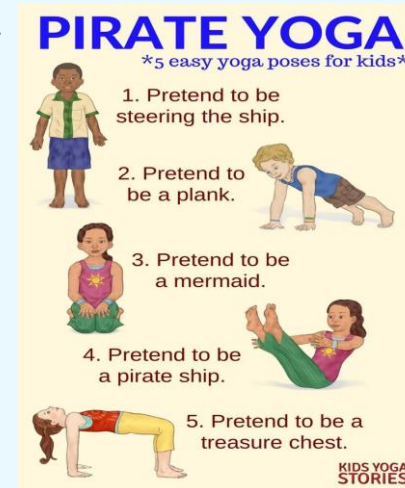 PIRATE YOGA
*5 easy yoga poses for kids*
1. Pretend to be
steering the ship.
2. Pretend to
be a plank.
3. Pretend to be
a mermaid.
4. Pretend to be
a pirate ship.
5. Pretend to be a
treasure chest.
KIDS YOGA
STORIES